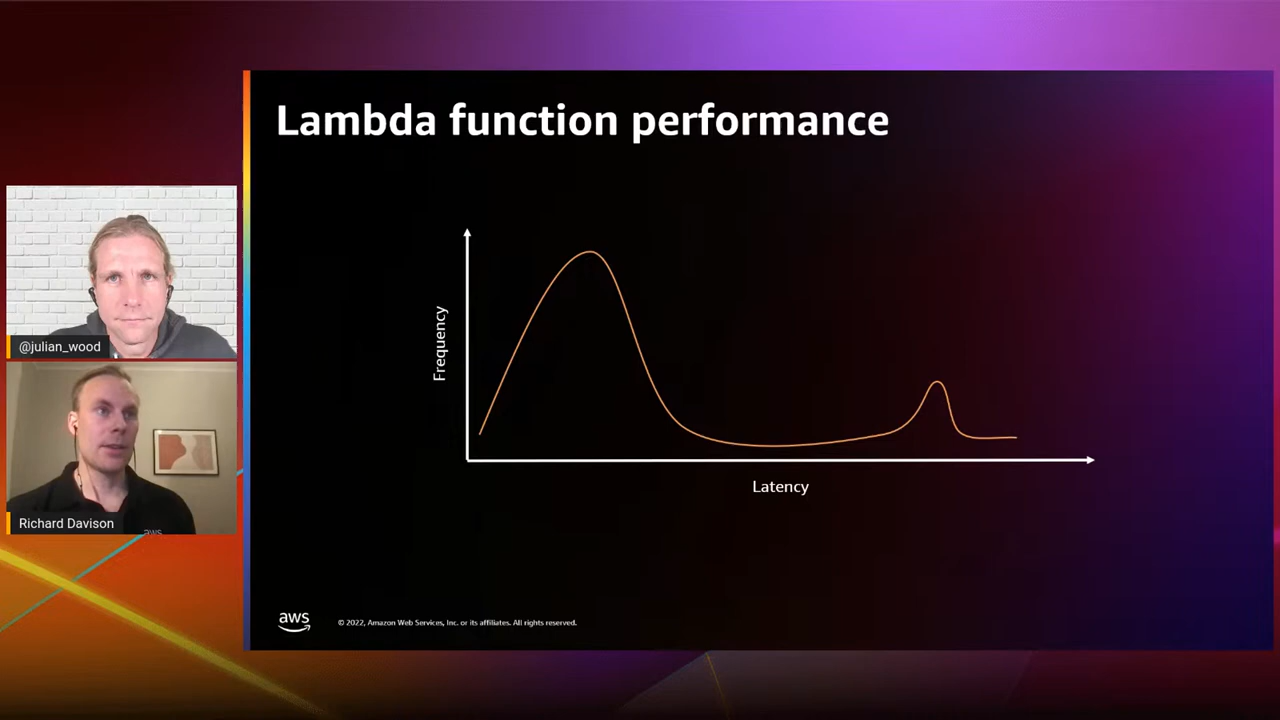 Lambda function performance
Frequency
Latency
@julian_wood
Richard Davison
aws
aws
© 2022, Amazon Web Services, Inc. or its affiliates. All rights reserved.